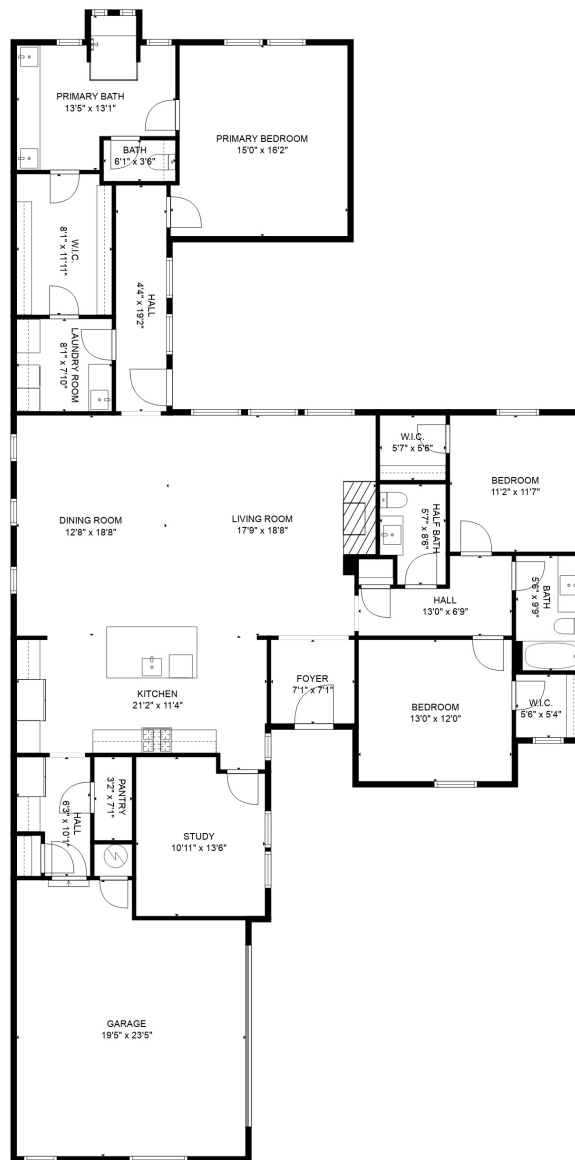 PRIMARY BATH
13'5" x 13'1"
PRIMARY BEDROOM
15'0" x 16'2"
BATH
6'1" x 3'6"
W.I.C.
8'1" x 11'11"
HALL
4'4" x 19'2"
LAUNDRY ROOM
8'1" x 7'10"
W.I.C.
5'7" x 5'6"
BEDROOM
11'2" x 11'7"
DINING ROOM
12'8" x 18'8"
LIVING ROOM
17'9" x 18'8"
HALF BATH
5'7" x 8'6"
HALL
13'0" x 6'9"
BATH
5'6" x 9'9"
KITCHEN
21'2" x 11'4"
FOYER
7'1" x 7'1"
BEDROOM
13'0" x 12'0"
W.I.C.
5'6" x 5'4"
HALL
6'3" x 10'1"
PANTRY
3'2" x 7'1"
STUDY
10'11" x 13'6"
GARAGE
19'5" x 23'5"